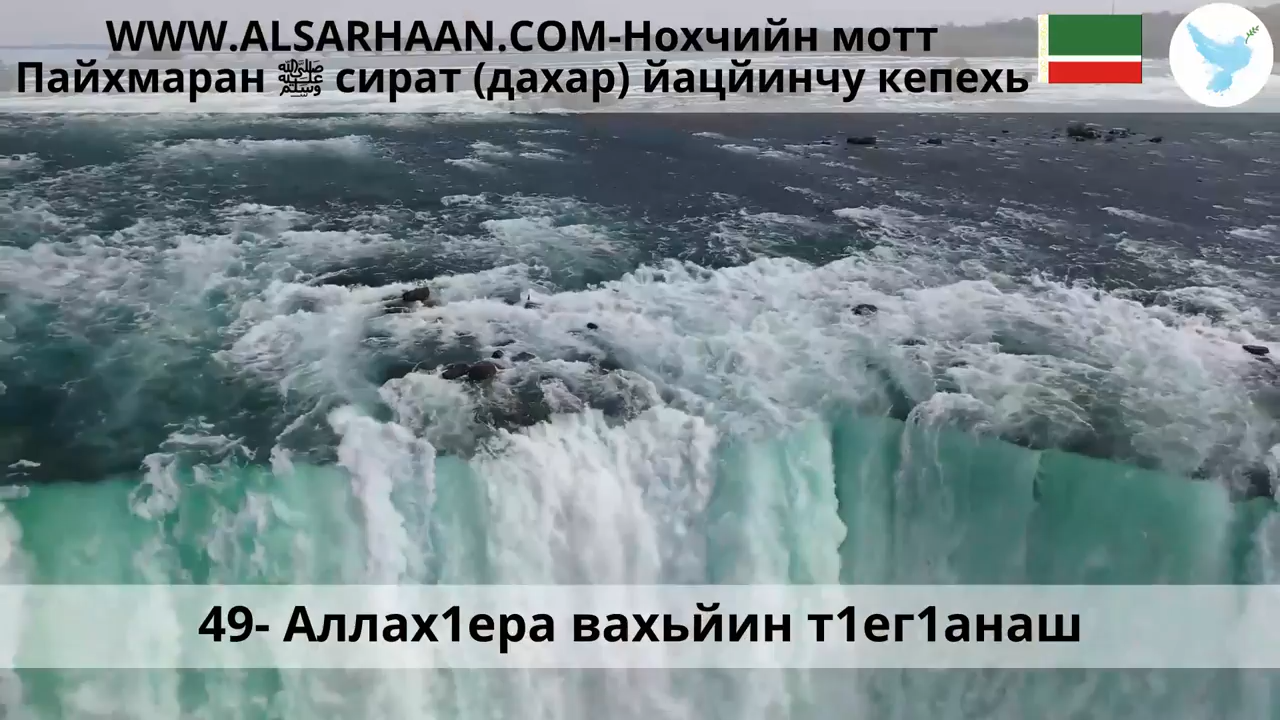 WWW.ALSARHAAN.COM-Нохчийн мотт
Пайхмаран ﷺ сират (дахар) йацйинчу кепехь
49- Аллах1ера вахьйин т1ег1анаш